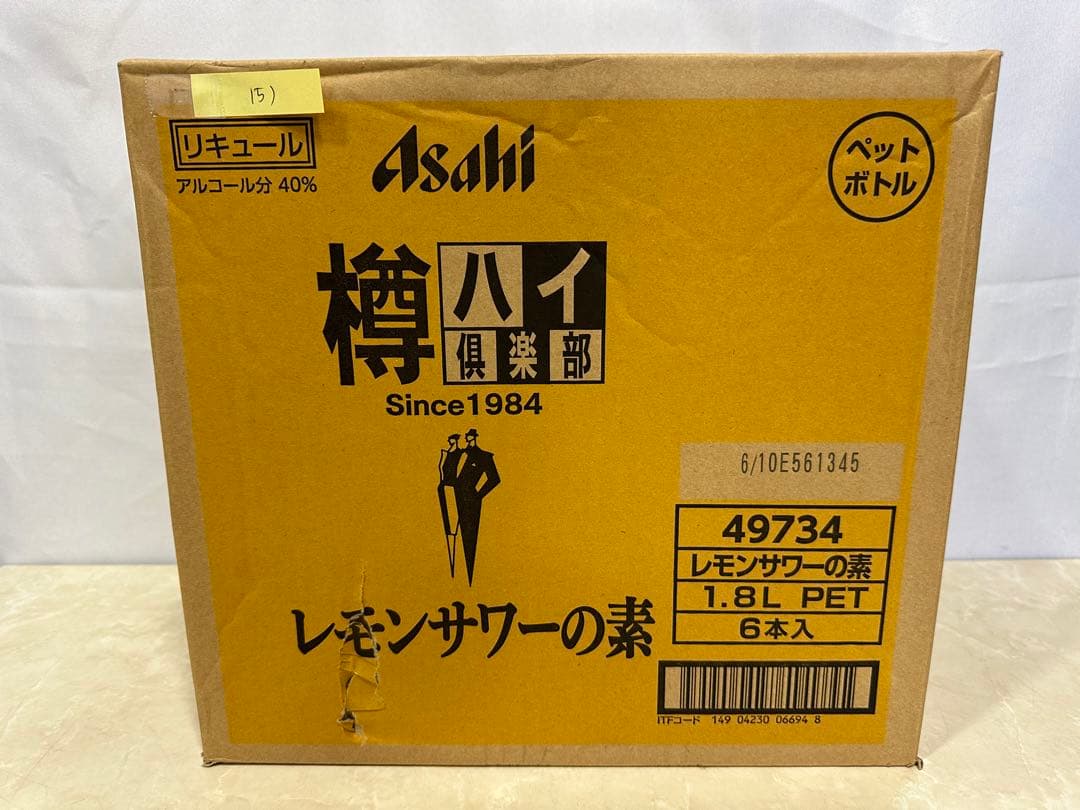 15)
リキュール
アルコール分 40%
Asahi
ペット
ボトル
樽ハイ
倶楽部
Since1984
6/10E561345
49734
レモンサワーの素
1.8L PET
6本入
レモンサワーの素
ITFコード 149 04230 06694 8